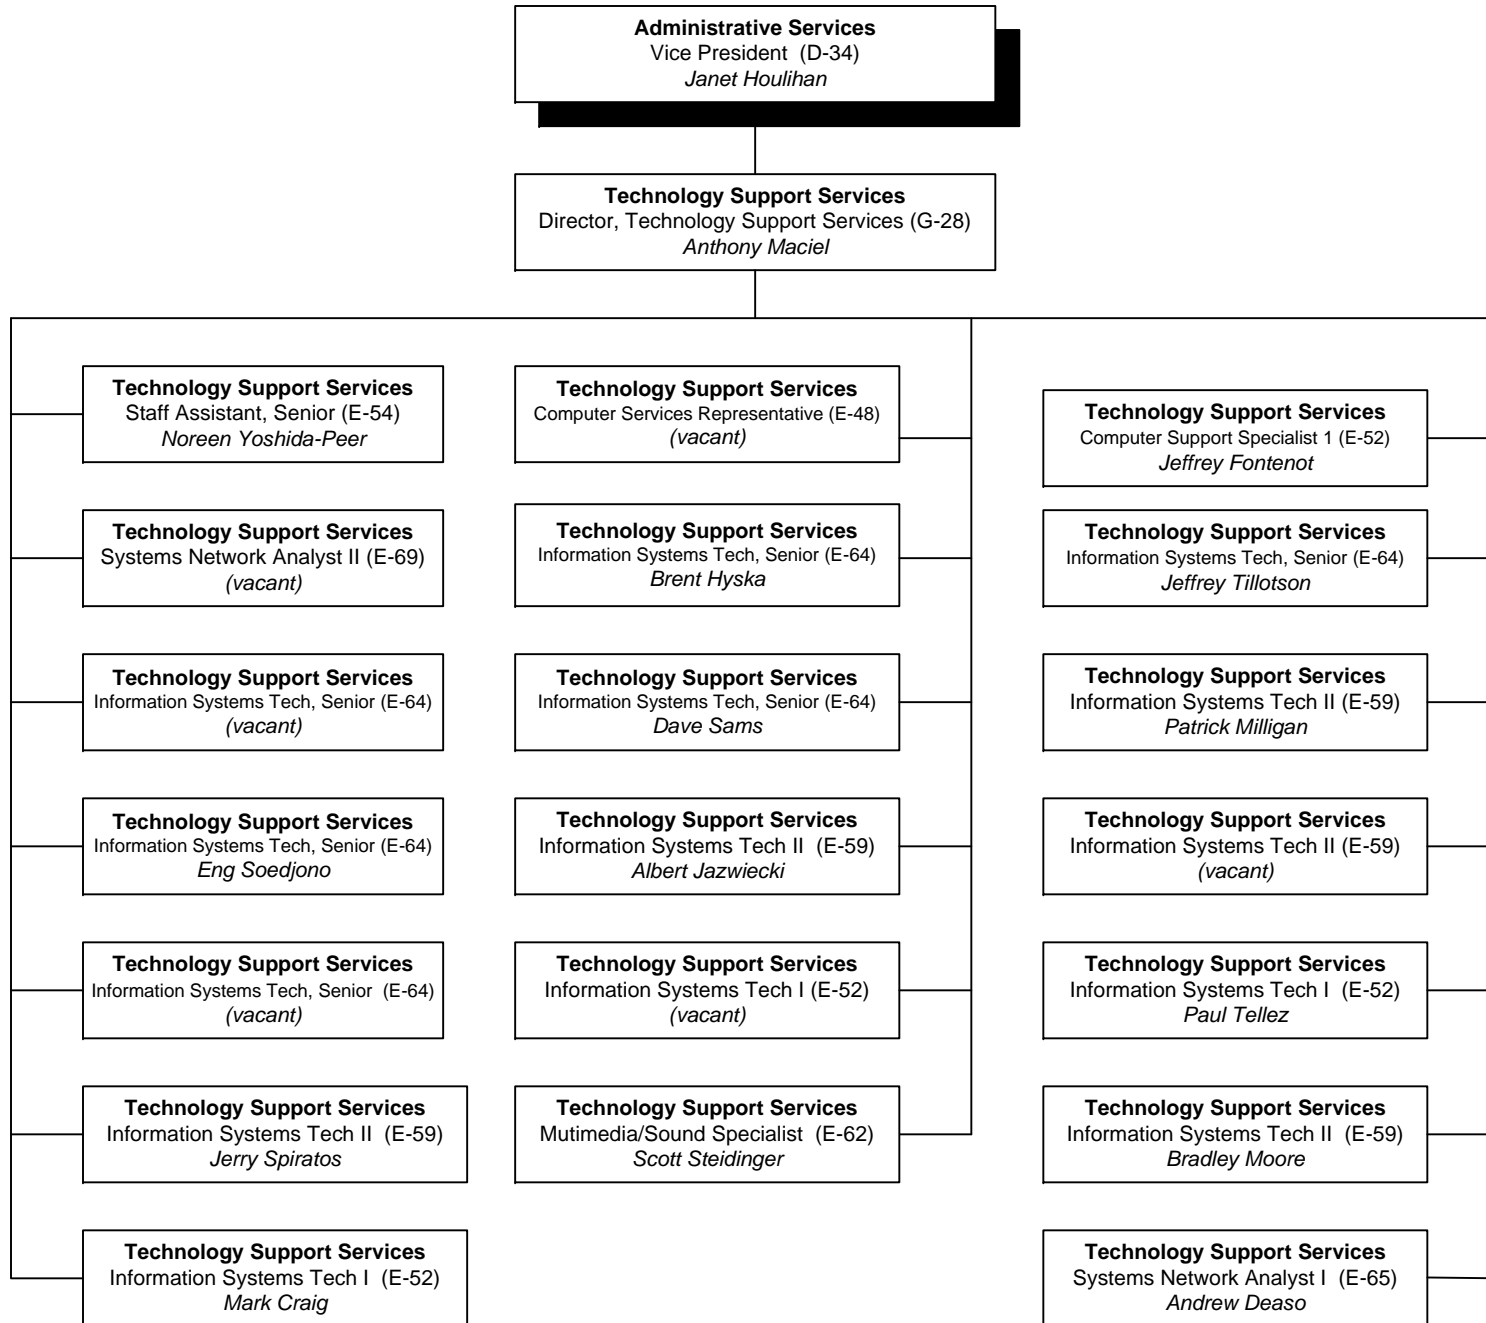 Administrative Services
Vice President (D-34)
Janet Houlihan
Technology Support Services
Director, Technology Support Services (G-28)
Anthony Maciel
Technology Support Services
Staff Assistant, Senior (E-54)
Noreen Yoshida-Peer
Technology Support Services
Systems Network Analyst II (E-69)
(vacant)
Technology Support Services
Information Systems Tech, Senior (E-64)
(vacant)
Technology Support Services
Information Systems Tech, Senior (E-64)
Eng Soedjono
Technology Support Services
Information Systems Tech, Senior (E-64)
(vacant)
Technology Support Services
Information Systems Tech II (E-59)
Jerry Spiratos
Technology Support Services
Information Systems Tech I (E-52)
Mark Craig
Technology Support Services
Computer Services Representative (E-48)
(vacant)
Technology Support Services
Information Systems Tech, Senior (E-64)
Brent Hyska
Technology Support Services
Information Systems Tech, Senior (E-64)
Dave Sams
Technology Support Services
Information Systems Tech II (E-59)
Albert Jazwiecki
Technology Support Services
Information Systems Tech I (E-52)
(vacant)
Technology Support Services
Mutimedia/Sound Specialist (E-62)
Scott Steidinger
Technology Support Services
Computer Support Specialist 1 (E-52)
Jeffrey Fontenot
Technology Support Services
Information Systems Tech, Senior (E-64)
Jeffrey Tillotson
Technology Support Services
Information Systems Tech II (E-59)
Patrick Milligan
Technology Support Services
Information Systems Tech II (E-59)
(vacant)
Technology Support Services
Information Systems Tech I (E-52)
Paul Tellez
Technology Support Services
Information Systems Tech II (E-59)
Bradley Moore
Technology Support Services
Systems Network Analyst I (E-65)
Andrew Deaso